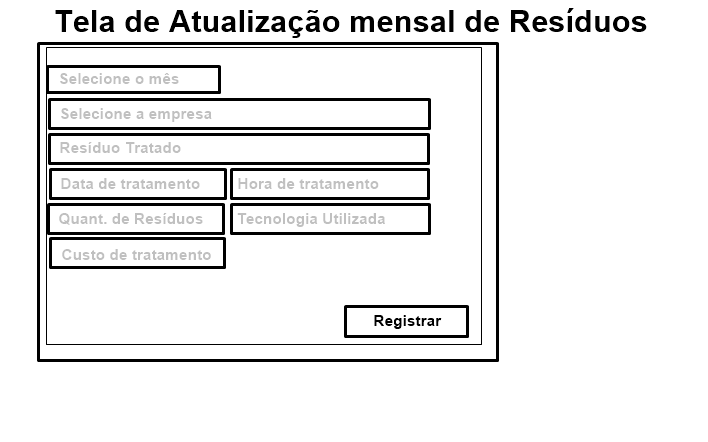 Tela de Atualização mensal de Resíduos
Selecione o mês
Selecione a empresa
Resíduo Tratado
Data de tratamento
Hora de tratamento
Quant. de Resíduos
Tecnologia Utilizada
Custo de tratamento
Registrar